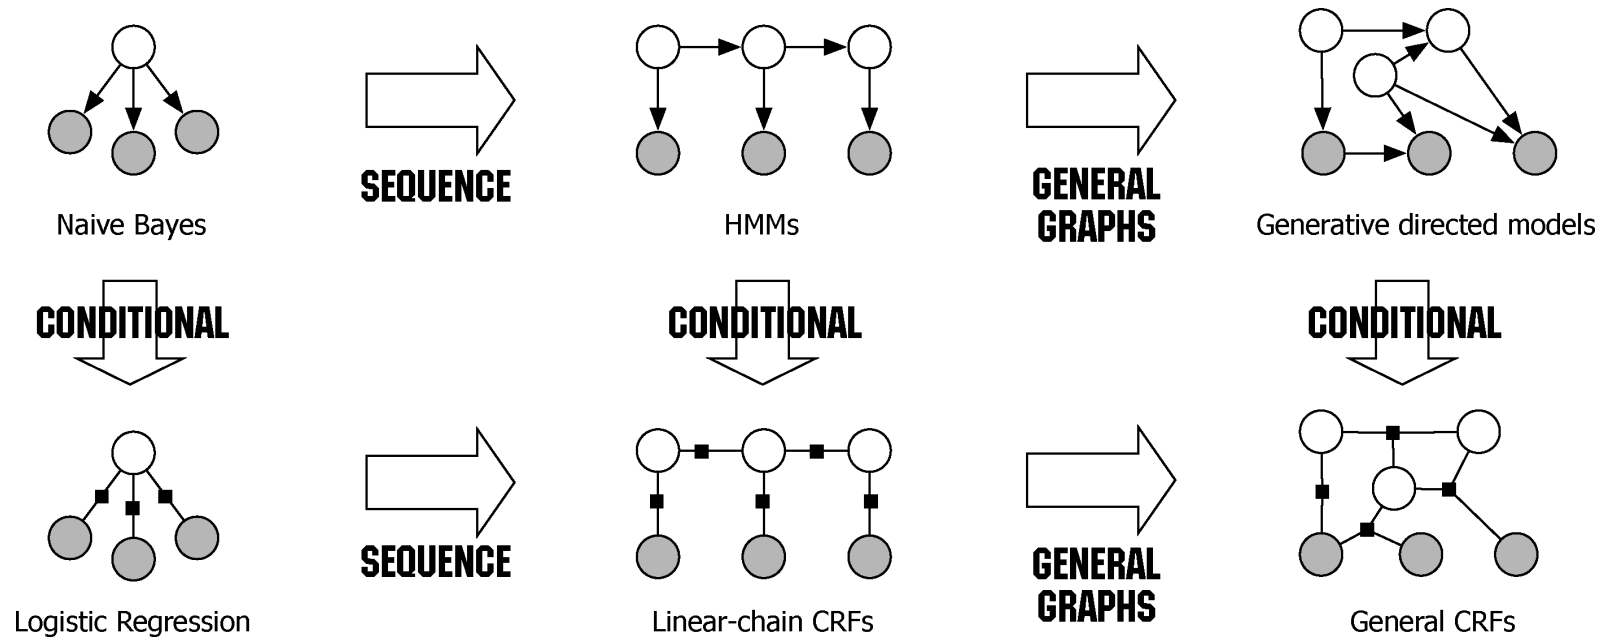 SEQUENCE
GENERAL
GRAPHS
Naive Bayes
HMMs
Generative directed models
CONDITIONAL
CONDITIONAL
CONDITIONAL
SEQUENCE
GENERAL
GRAPHS
Logistic Regression
Linear-chain CRFs
General CRFs